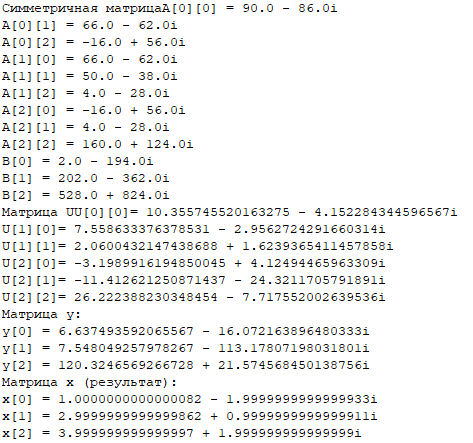 Симметричная матрицаA[0][0] = 90.0 - 86.0i
A[0][1] = 66.0 - 62.0i
A[0][2] = -16.0 + 56.0i
A[1][0] = 66.0 - 62.0i
A[1][1] = 50.0 - 38.0i
A[1][2] = 4.0 - 28.0i
A[2][0] = -16.0 + 56.0i
A[2][1] = 4.0 - 28.0i
A[2][2] = 160.0 + 124.0i
B[0] = 2.0 - 194.0i
B[1] = 202.0 - 362.0i
B[2] = 528.0 + 824.0i
Матрица UU[0][0]= 10.355745520163275 - 4.152284344596567i
U[1][0]= 7.558633376378531 - 2.9562724291660314i
U[1][1]= 2.0600432147438688 + 1.6239365411457858i
U[2][0]= -3.1989916194850045 + 4.12494465963309i
U[2][1]= -11.412621250871437 - 24.3211705791891i
U[2][2]= 26.222388230348454 - 7.717552002639536i
Матрица y:
y[0] = 6.637493592065567 - 16.072163896480333i
y[1] = 7.548049257978267 - 113.17807198031801i
y[2] = 120.3246569266728 + 21.574568450138756i
Матрица x (результат):
x[0] = 1.0000000000000082 - 1.9999999999999933i
x[1] = 2.9999999999999862 + 0.9999999999999911i
x[2] = 3.999999999999997 + 1.999999999999999i